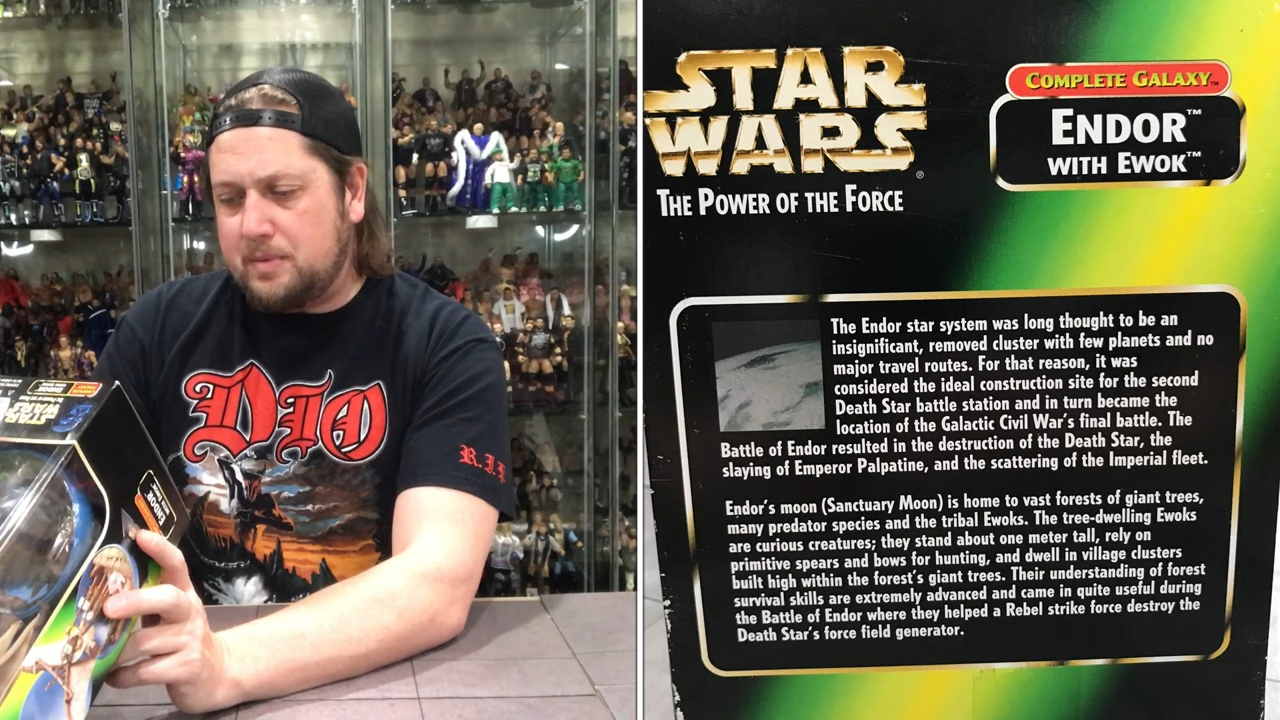 DIO
R.I.P
STAR WARS
ENDOR
STAR
WARS®
THE POWER OF THE FORCE
COMPLETE GALAXY™
ENDOR™
WITH EWOK™
The Endor star system was long thought to be an
insignificant, removed cluster with few planets and no
major travel routes. For that reason, it was
considered the ideal construction site for the second
Death Star battle station and in turn became the
location of the Galactic Civil War's final battle. The
Battle of Endor resulted in the destruction of the Death Star, the
slaying of Emperor Palpatine, and the scattering of the Imperial fleet.
Endor's moon (Sanctuary Moon) is home to vast forests of giant trees,
many predator species and the tribal Ewoks. The tree-dwelling Ewoks
are curious creatures; they stand about one meter tall, rely on
primitive spears and bows for hunting, and dwell in village clusters
built high within the forest's giant trees. Their understanding of forest
survival skills are extremely advanced and came in quite useful during
the Battle of Endor where they helped a Rebel strike force destroy the
Death Star's force field generator.